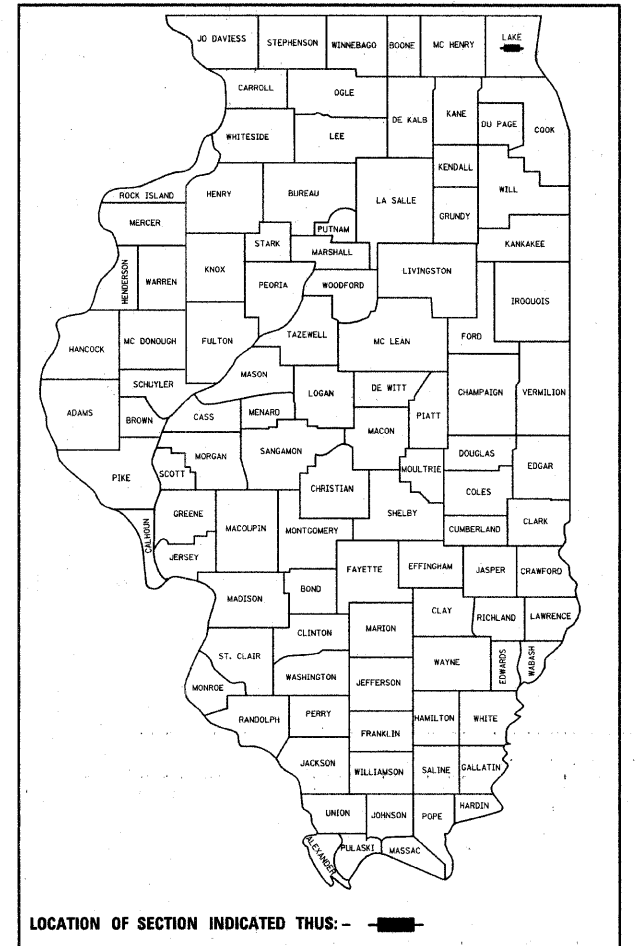 JO DAVIESS
STEPHENSON
WINNEBAGO
BOONE
MC HENRY
LAKE
CARROLL
OGLE
DE KALB
KANE
DU PAGE
COOK
WHITESIDE
LEE
KENDALL
WILL
ROCK ISLAND
HENRY
BUREAU
LA SALLE
GRUNDY
MERCER
PUTNAM
STARK
MARSHALL
KANKAKEE
HENDERSON
WARREN
KNOX
PEORIA
WOODFORD
LIVINGSTON
IROQUOIS
HANCOCK
MC DONOUGH
FULTON
TAZEWELL
MC LEAN
FORD
MASON
SCHUYLER
LOGAN
DE WITT
CHAMPAIGN
VERMILION
ADAMS
BROWN
CASS
MENARD
PIATT
MACON
MORGAN
SANGAMON
DOUGLAS
EDGAR
PIKE
SCOTT
MOULTRIE
CHRISTIAN
COLES
GREENE
MACOUPIN
MONTGOMERY
SHELBY
CUMBERLAND
CLARK
CALHOUN
JERSEY
FAYETTE
EFFINGHAM
JASPER
CRAWFORD
MADISON
BOND
CLAY
RICHLAND
LAWRENCE
CLINTON
MARION
ST. CLAIR
WAYNE
EDWARDS
WABASH
WASHINGTON
JEFFERSON
MONROE
RANDOLPH
PERRY
HAMILTON
WHITE
FRANKLIN
JACKSON
WILLIAMSON
SALINE
GALLATIN
UNION
JOHNSON
POPE
HARDIN
ALEXANDER
PULASKI
MASSAC
LOCATION OF SECTION INDICATED THUS: -